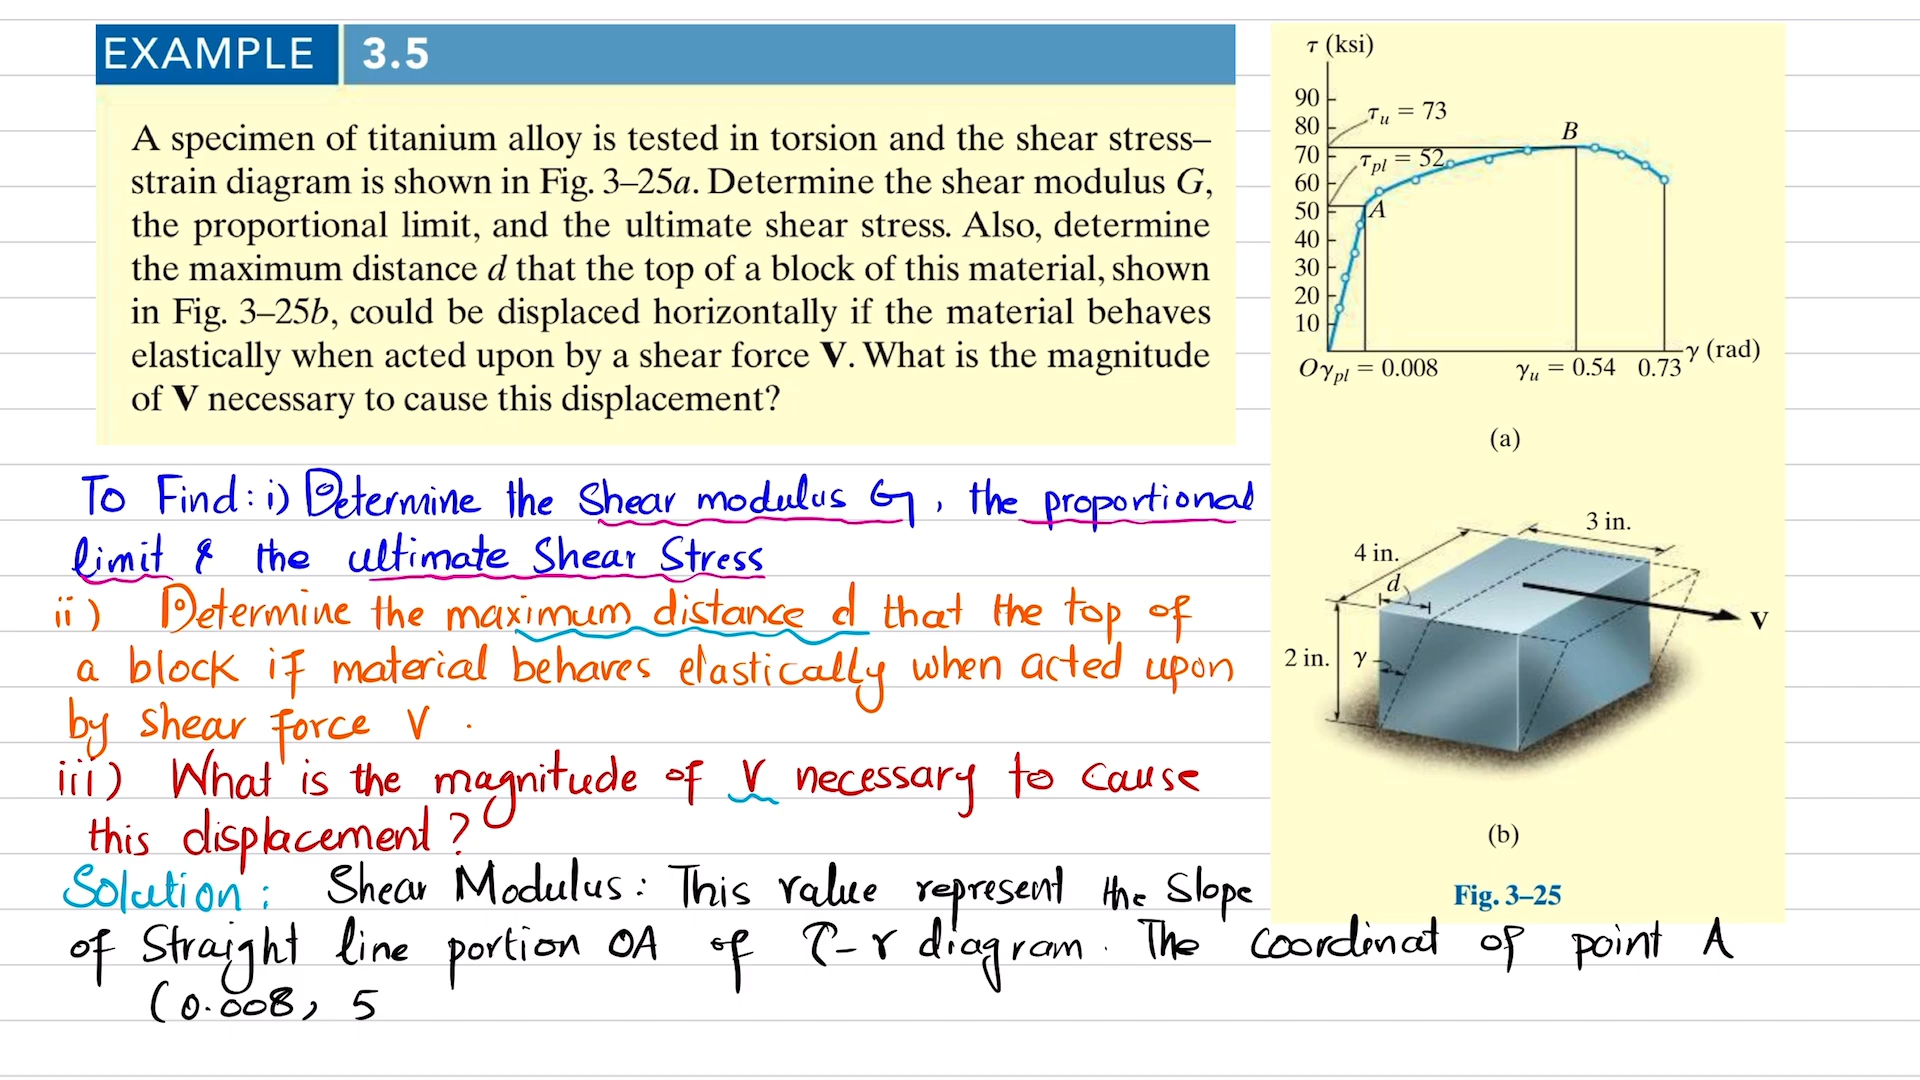 EXAMPLE 3.5
A specimen of titanium alloy is tested in torsion and the shear stress–
strain diagram is shown in Fig. 3–25a. Determine the shear modulus G,
the proportional limit, and the ultimate shear stress. Also, determine
the maximum distance d that the top of a block of this material, shown
in Fig. 3–25b, could be displaced horizontally if the material behaves
elastically when acted upon by a shear force V. What is the magnitude
of V necessary to cause this displacement?
τ (ksi)
90
80
70
60
50
40
30
20
10
τu = 73
τpl = 52
B
A
O
γpl = 0.008
γu = 0.54
0.73
γ (rad)
(a)
3 in.
4 in.
d
V
2 in.
γ
(b)
Fig. 3–25
To Find: i) Determine the Shear modulus G, the proportional
limit & the ultimate Shear Stress
ii) Determine the maximum distance d that the top of
a block if material behaves elastically when acted upon
by shear force V.
iii) What is the magnitude of V necessary to cause
this displacement?
Solution: Shear Modulus: This value represent the Slope
of Straight line portion OA of τ-γ diagram. The coordinat of point A
(0.008, 5